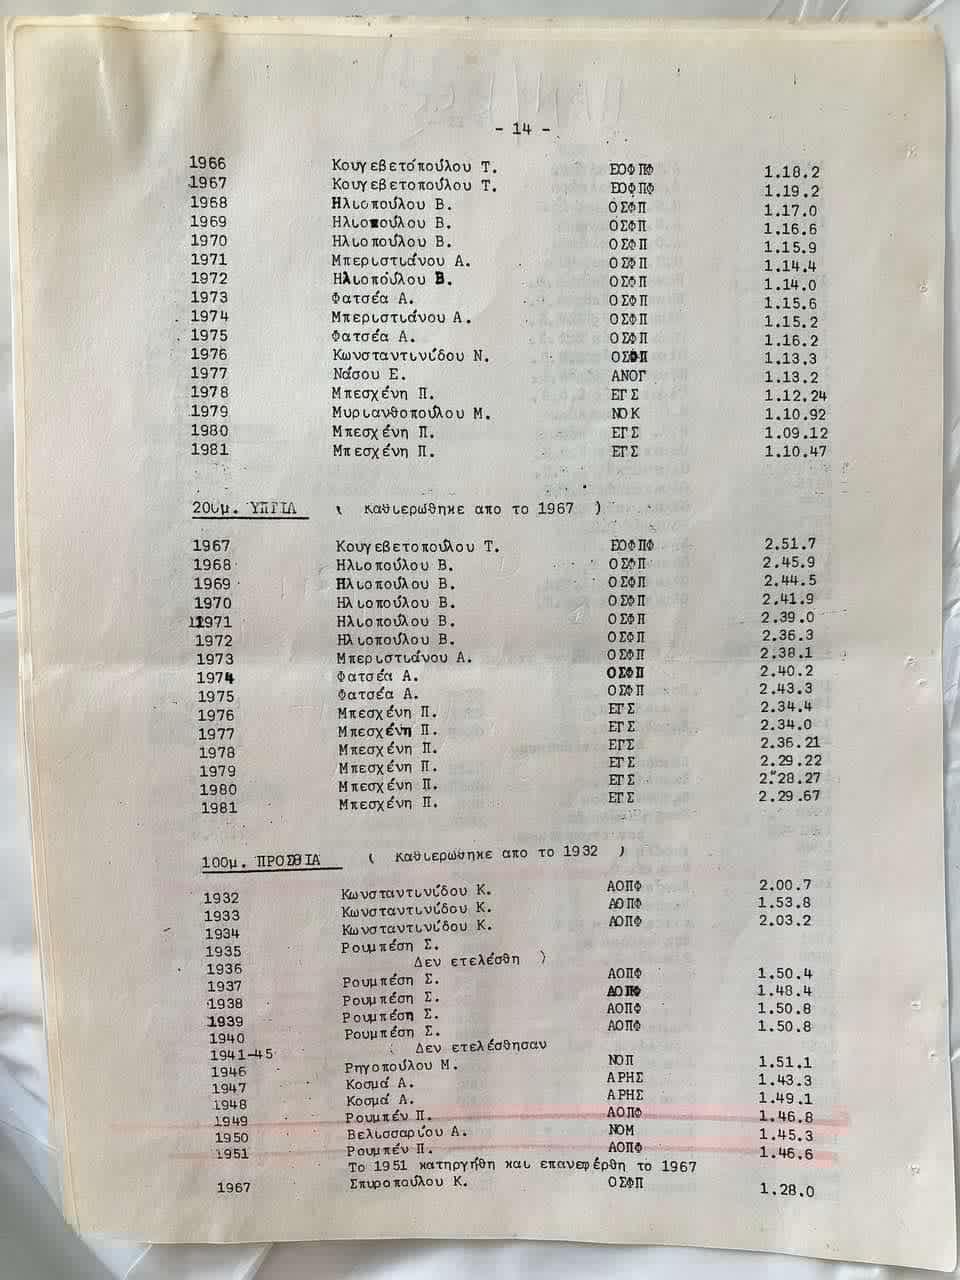 - 14 -
1966 Κουγεβετόπούλου Τ. ΕΟΦΠΦ 1.18.2
1967 Κουγεβετοπούλου Τ. ΕΟΦΠΦ 1.19.2
1968 Ηλιοπούλου Β. ΟΣΦΠ 1.17.0
1969 Ηλιοπούλου Β. ΟΣΦΠ 1.16.6
1970 Ηλιοπούλου Β. ΟΣΦΠ 1.15.9
1971 Μπεριστιάνου Α. ΟΣΦΠ 1.14.4
1972 Ηλιοπούλου Β. ΟΣΦΠ 1.14.0
1973 Φατσέα Α. ΟΣΦΠ 1.15.6
1974 Μπεριστιάνου Α. ΟΣΦΠ 1.15.2
1975 Φατσέα Α. ΟΣΦΠ 1.16.2
1976 Κωνσταντινίδου Ν. ΟΣΦΠ 1.13.3
1977 Νάσου Ε. ΑΝΟΓ 1.13.2
1978 Μπεσχένη Π. ΕΓΣ 1.12.24
1979 Μυριανθοπούλου Μ. ΝΟΚ 1.10.92
1980 Μπεσχένη Π. ΕΓΣ 1.09.12
1981 Μπεσχένη Π. ΕΓΣ 1.10.47
200μ. ΥΠΤΙΑ ( Καθιερώθηκε απο το 1967 )
1967 Κουγεβετοπούλου Τ. ΕΟΦΠΦ 2.51.7
1968 Ηλιοπούλου Β. ΟΣΦΠ 2.45.9
1969 Ηλιοπούλου Β. ΟΣΦΠ 2.44.5
1970 Ηλιοπούλου Β. ΟΣΦΠ 2.41.9
1971 Ηλιοπούλου Β. ΟΣΦΠ 2.39.0
1972 Ηλιοπούλου Β. ΟΣΦΠ 2.36.3
1973 Μπεριστιάνου Α. ΟΣΦΠ 2.38.1
1974 Φατσέα Α. ΟΣΦΠ 2.40.2
1975 Φατσέα Α. ΟΣΦΠ 2.43.3
1976 Μπεσχένη Π. ΕΓΣ 2.34.4
1977 Μπεσχένη Π. ΕΓΣ 2.34.0
1978 Μπεσχένη Π. ΕΓΣ 2.36.21
1979 Μπεσχένη Π. ΕΓΣ 2.29.22
1980 Μπεσχένη Π. ΕΓΣ 2.28.27
1981 Μπεσχένη Π. ΕΓΣ 2.29.67
100μ. ΠΡΟΣΘΙΑ ( Καθιερώθηκε απο το 1932 )
1932 Κωνσταντινίδου Κ. ΑΟΠΦ 2.00.7
1933 Κωνσταντινίδου Κ. ΑΟΠΦ 1.53.8
1934 Κωνσταντινίδου Κ. ΑΟΠΦ 2.03.2
1935 Ρουμπέση Σ.
1936 Δεν ετελέσθη )
1937 Ρουμπέση Σ. ΑΟΠΦ 1.50.4
1938 Ρουμπέση Σ. ΑΟΠΦ 1.48.4
1939 Ρουμπέση Σ. ΑΟΠΦ 1.50.8
1940 Ρουμπέση Σ. ΑΟΠΦ 1.50.8
1941-45 ( Δεν ετελέσθησαν
1946 Ρηγοπούλου Μ. ΝΟΠ 1.51.1
1947 Κοσμά Α. ΑΡΗΣ 1.43.3
1948 Κοσμά Α. ΑΡΗΣ 1.49.1
1949 Ρουμπέν Π. ΑΟΠΦ 1.46.8
1950 Βελισσαρίου Α. ΝΟΜ 1.45.3
1951 Ρουμπέν Π. ΑΟΠΦ 1.46.6
Το 1951 κατηργήθη και επανεφέρθη το 1967
1967 Σπυροπούλου Κ. ΟΣΦΠ 1.28.0